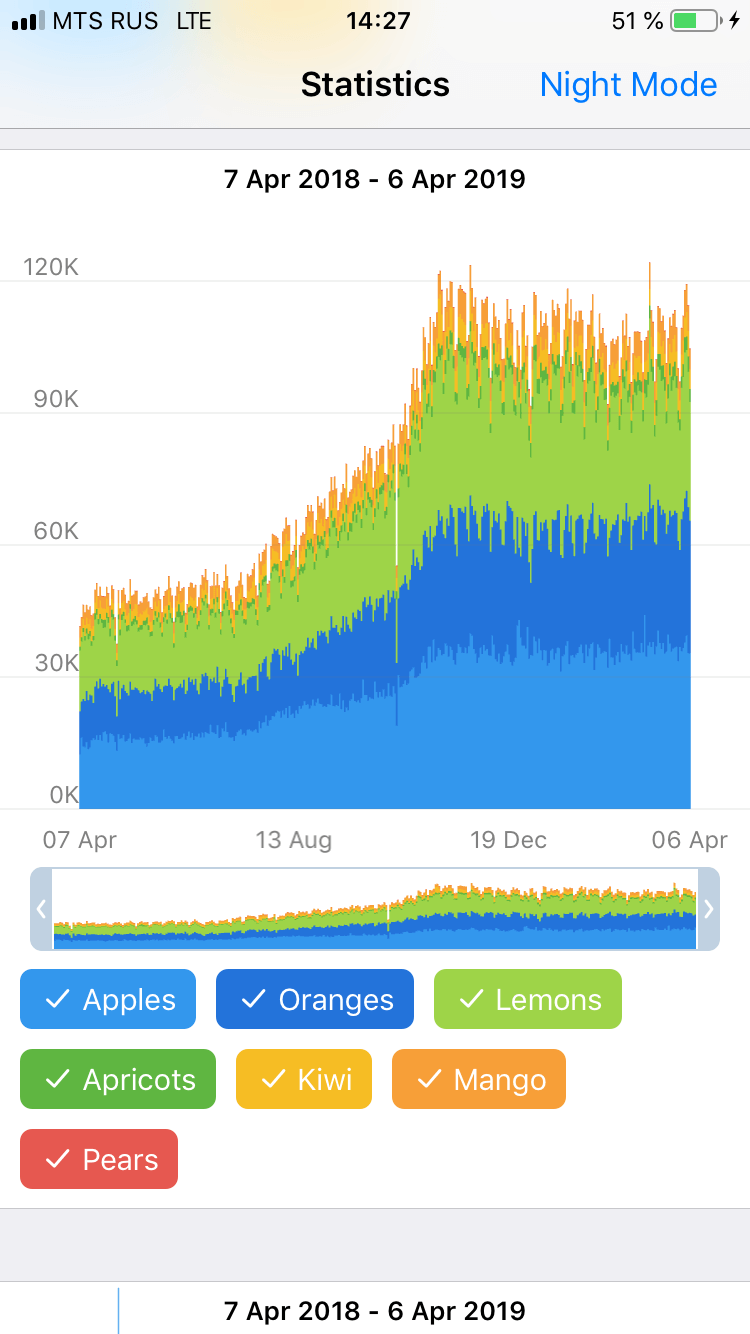 MTS RUS LTE 14:27 51 %
Statistics Night Mode
7 Apr 2018 - 6 Apr 2019
120K
90K
60K
30K
0K
07 Apr 13 Aug 19 Dec 06 Apr
Apples Oranges Lemons
Apricots Kiwi Mango
Pears
7 Apr 2018 - 6 Apr 2019